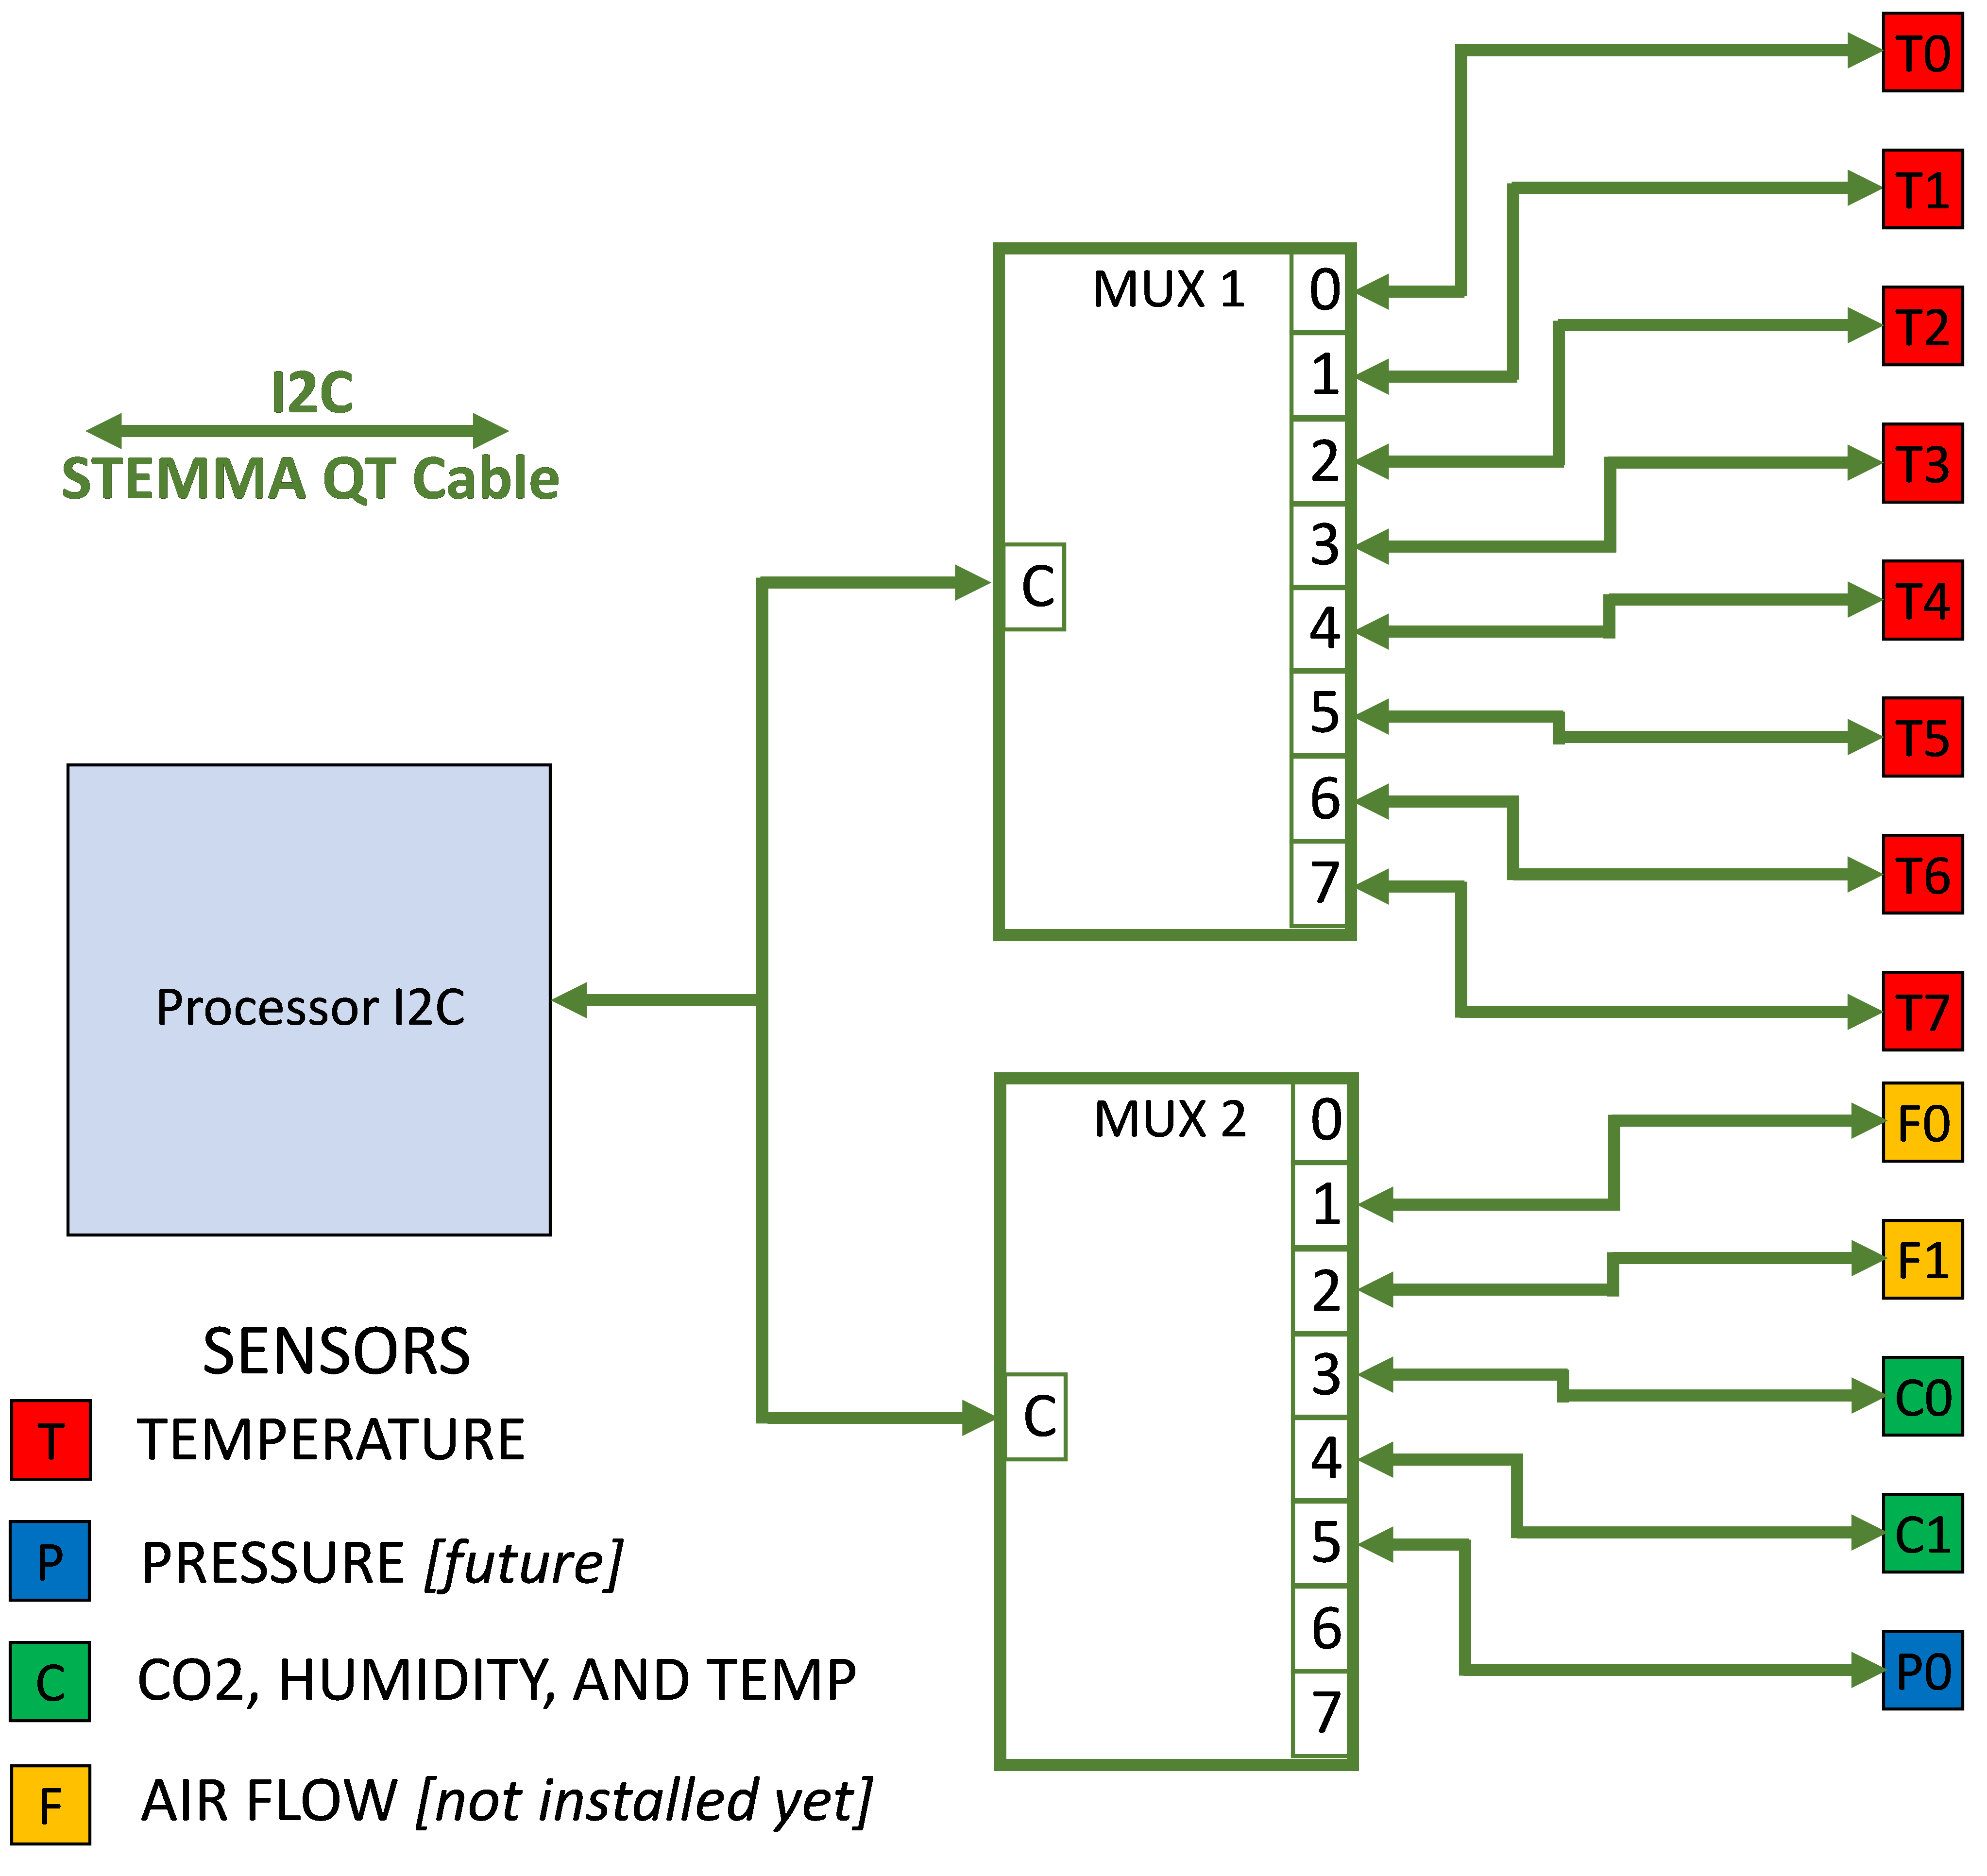 I2C
STEMMA QT Cable
Processor I2C
MUX 1
0
1
2
3
4
5
6
7
C
T0
T1
T2
T3
T4
T5
T6
T7
MUX 2
0
1
2
3
4
5
6
7
C
F0
F1
C0
C1
P0
SENSORS
T TEMPERATURE
P PRESSURE [future]
C CO2, HUMIDITY, AND TEMP
F AIR FLOW [not installed yet]